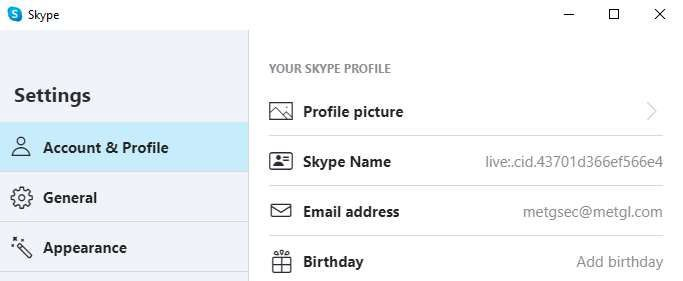 Skype
Settings
Account & Profile
General
Appearance
YOUR SKYPE PROFILE
Profile picture
Skype Name live:.cid.43701d366ef566e4
Email address metgsec@metgl.com
Birthday Add birthday